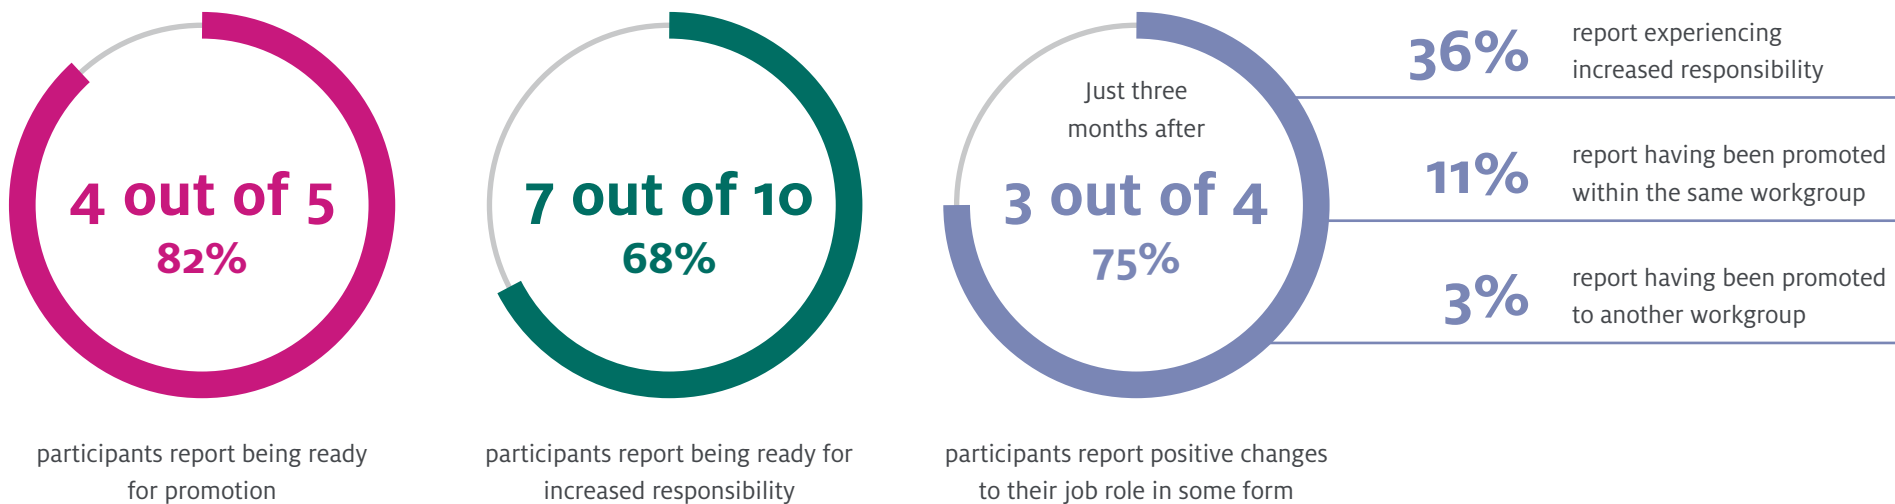 4 out of 5
82%
participants report being ready
for promotion
7 out of 10
68%
participants report being ready for
increased responsibility
Just three
months after
3 out of 4
75%
participants report positive changes
to their job role in some form
36%
report experiencing
increased responsibility
11%
report having been promoted
within the same workgroup
3%
report having been promoted
to another workgroup